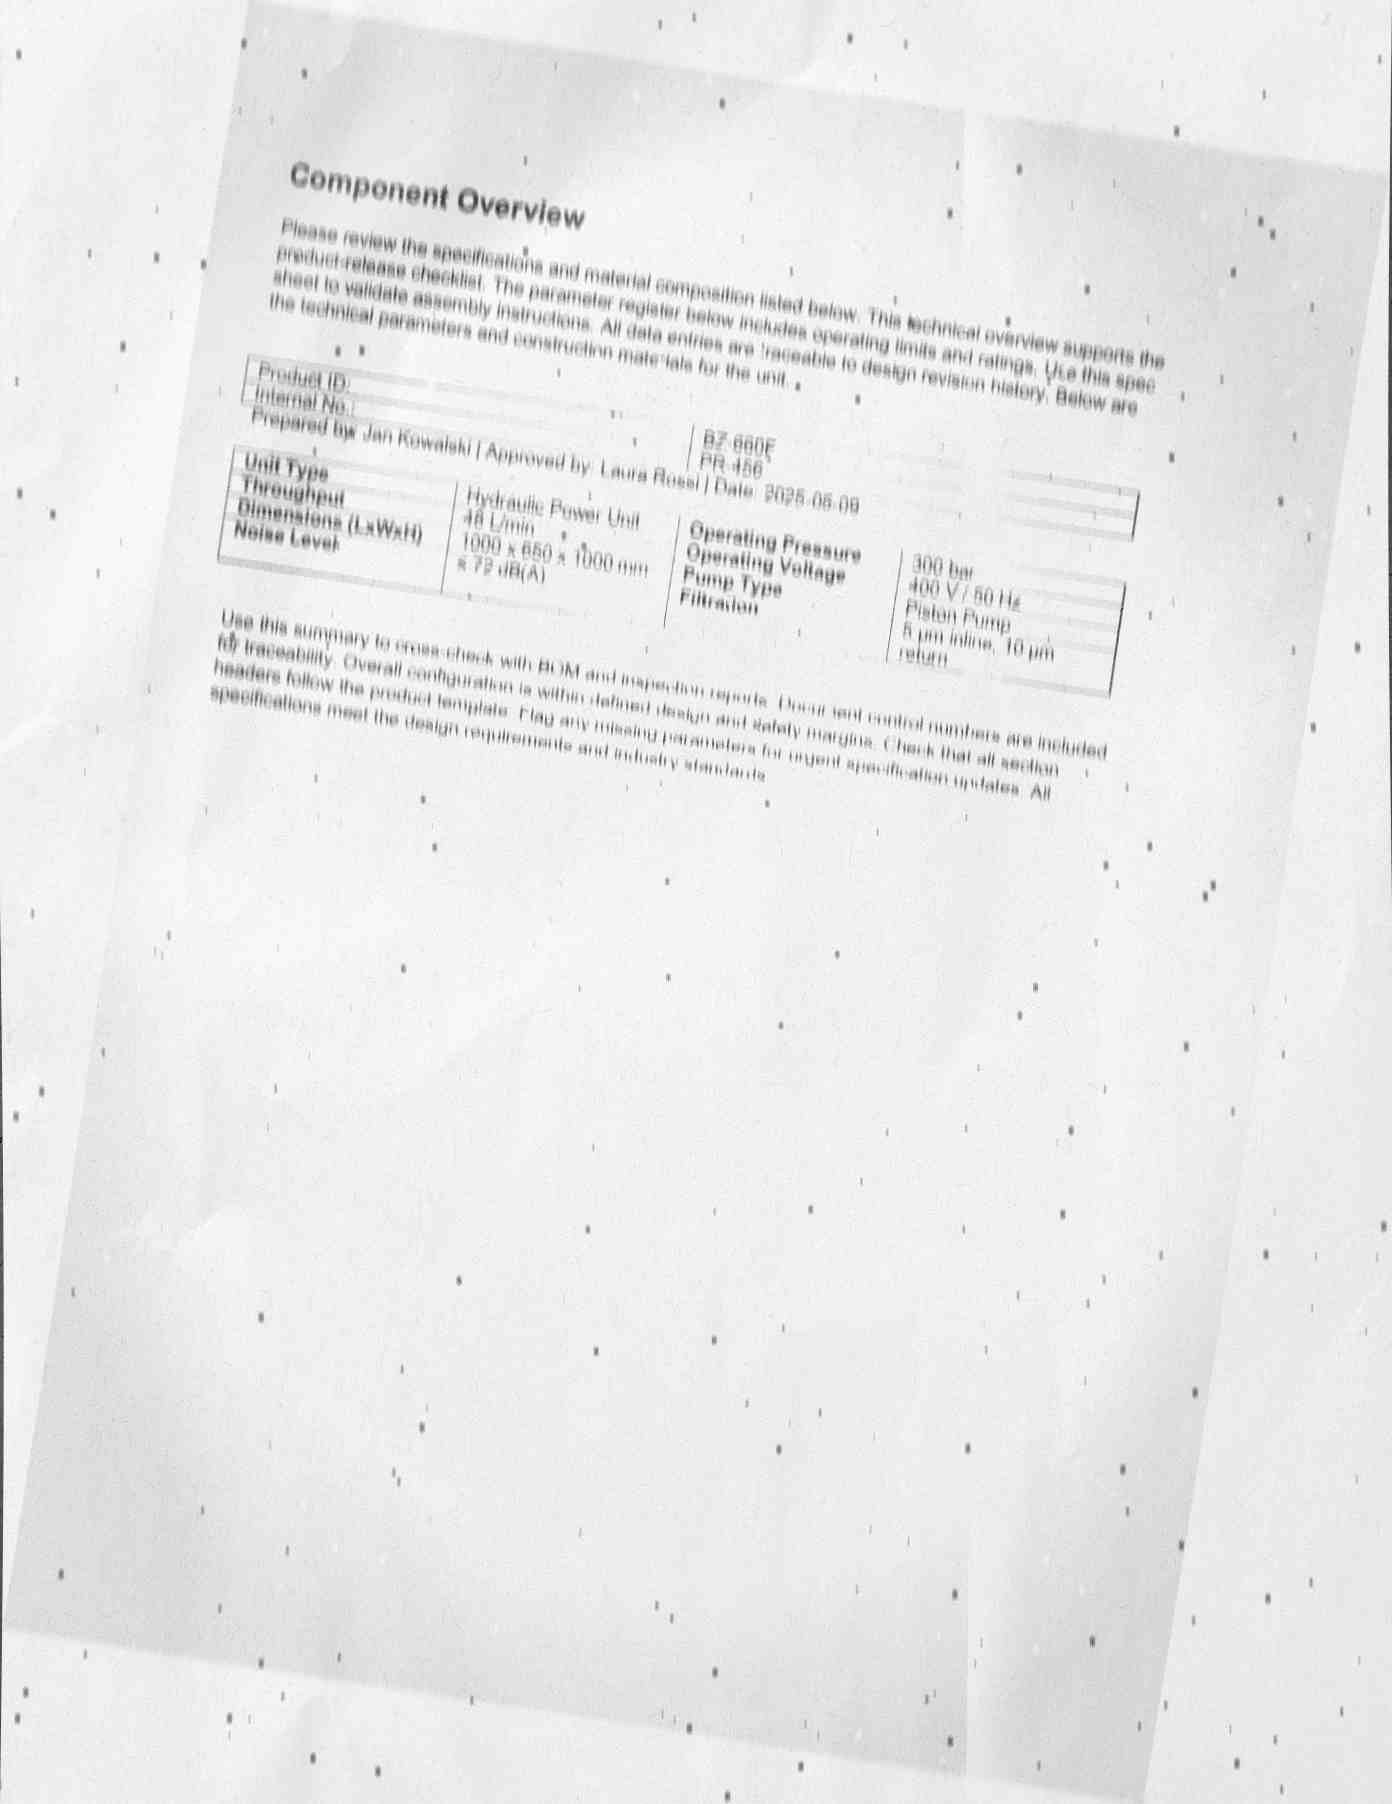 Component Overview
Please review the specifications and material composition listed below. This technical overview supports the
product-release checklist. The parameter register below includes operating limits and ratings. Use this spec
sheet to validate assembly instructions. All data entries are traceable to design revision history. Below are
the technical parameters and construction materials for the unit.
Product ID: BZ-660E
Internal No.: PR-456
Prepared by: Jan Kowalski | Approved by: Laura Rossi | Date:
Unit Type Hydraulic Power Unit Operating Pressure 300 bar
Throughput 48 L/min Operating Voltage 400 V / 50 Hz
Dimensions (LxWxH) 1000 x 650 x 1000 mm Pump Type Piston Pump
Noise Level dB(A) Filtration 5 µm inline, 10 µm
return
Use this summary to cross-check with BOM and inspection reports. Document control numbers are included
for traceability. Overall configuration is within defined design and safety margins. Check that all section
headers follow the product template. Flag any missing parameters for urgent specification updates. All
specifications meet the design requirements and industry standards.